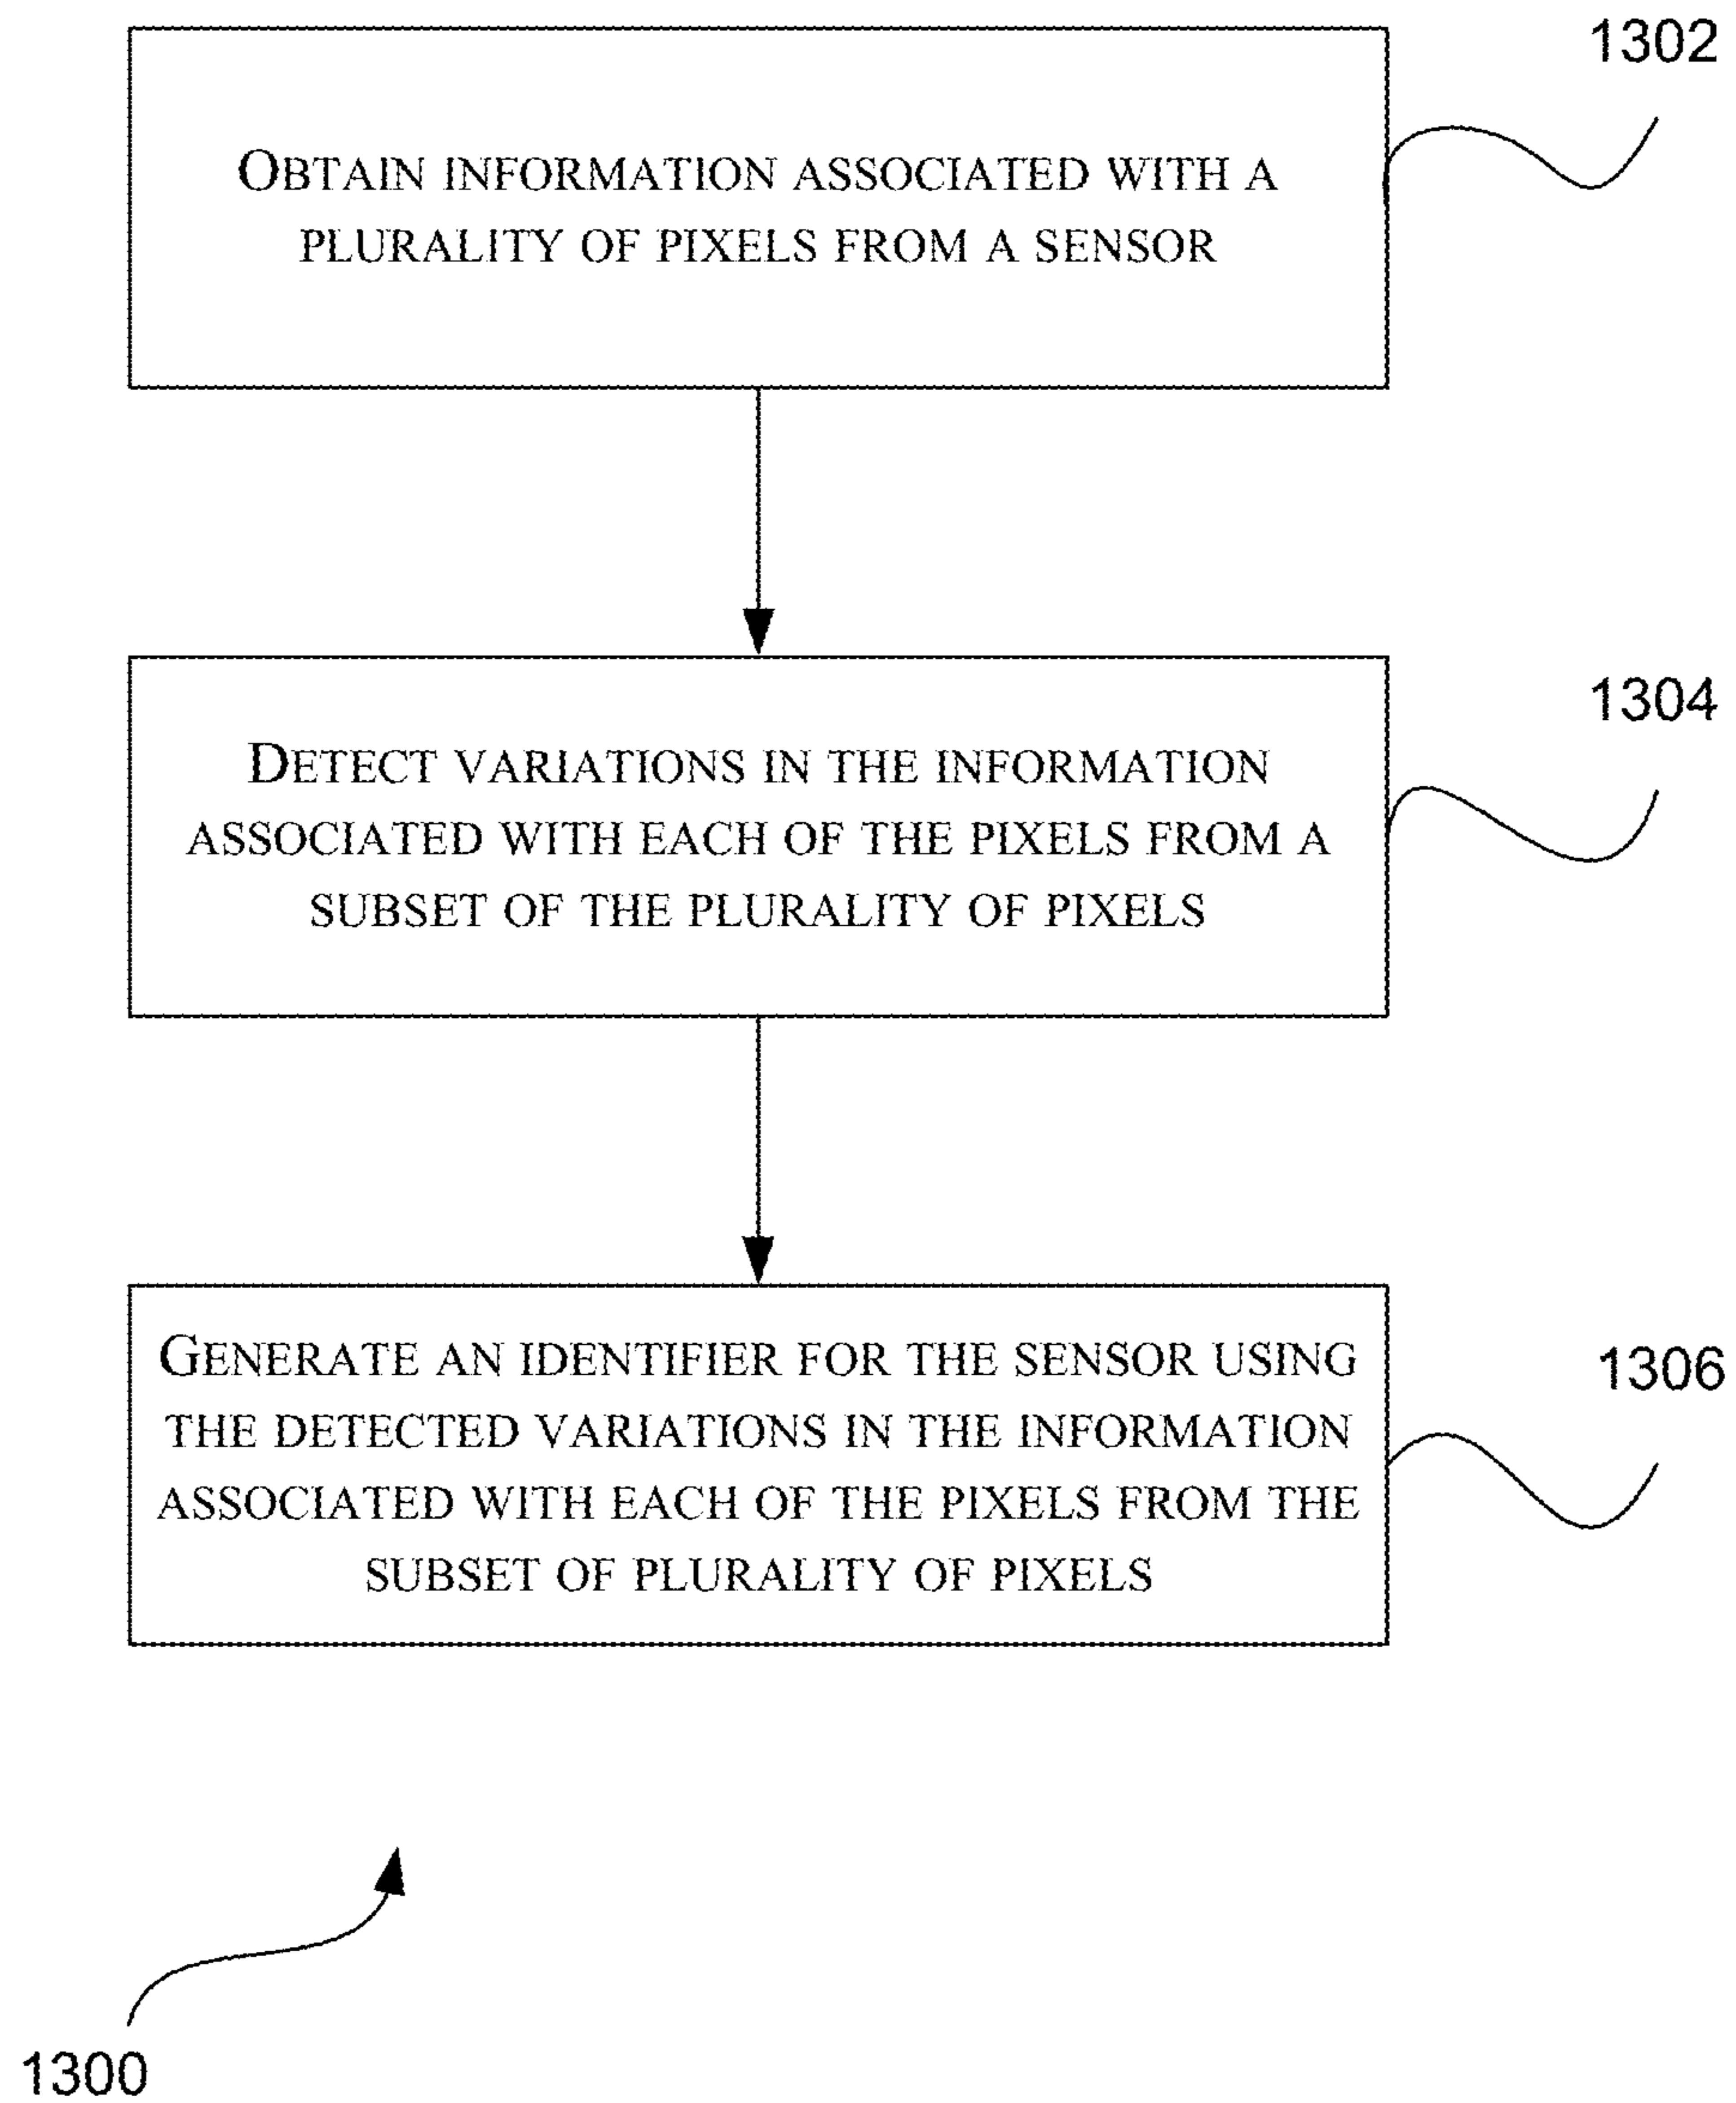 1302
OBTAIN INFORMATION ASSOCIATED WITH A
PLURALITY OF PIXELS FROM A SENSOR
1304
DETECT VARIATIONS IN THE INFORMATION
ASSOCIATED WITH EACH OF THE PIXELS FROM A
SUBSET OF THE PLURALITY OF PIXELS
1306
GENERATE AN IDENTIFIER FOR THE SENSOR USING
THE DETECTED VARIATIONS IN THE INFORMATION
ASSOCIATED WITH EACH OF THE PIXELS FROM THE
SUBSET OF PLURALITY OF PIXELS
1300